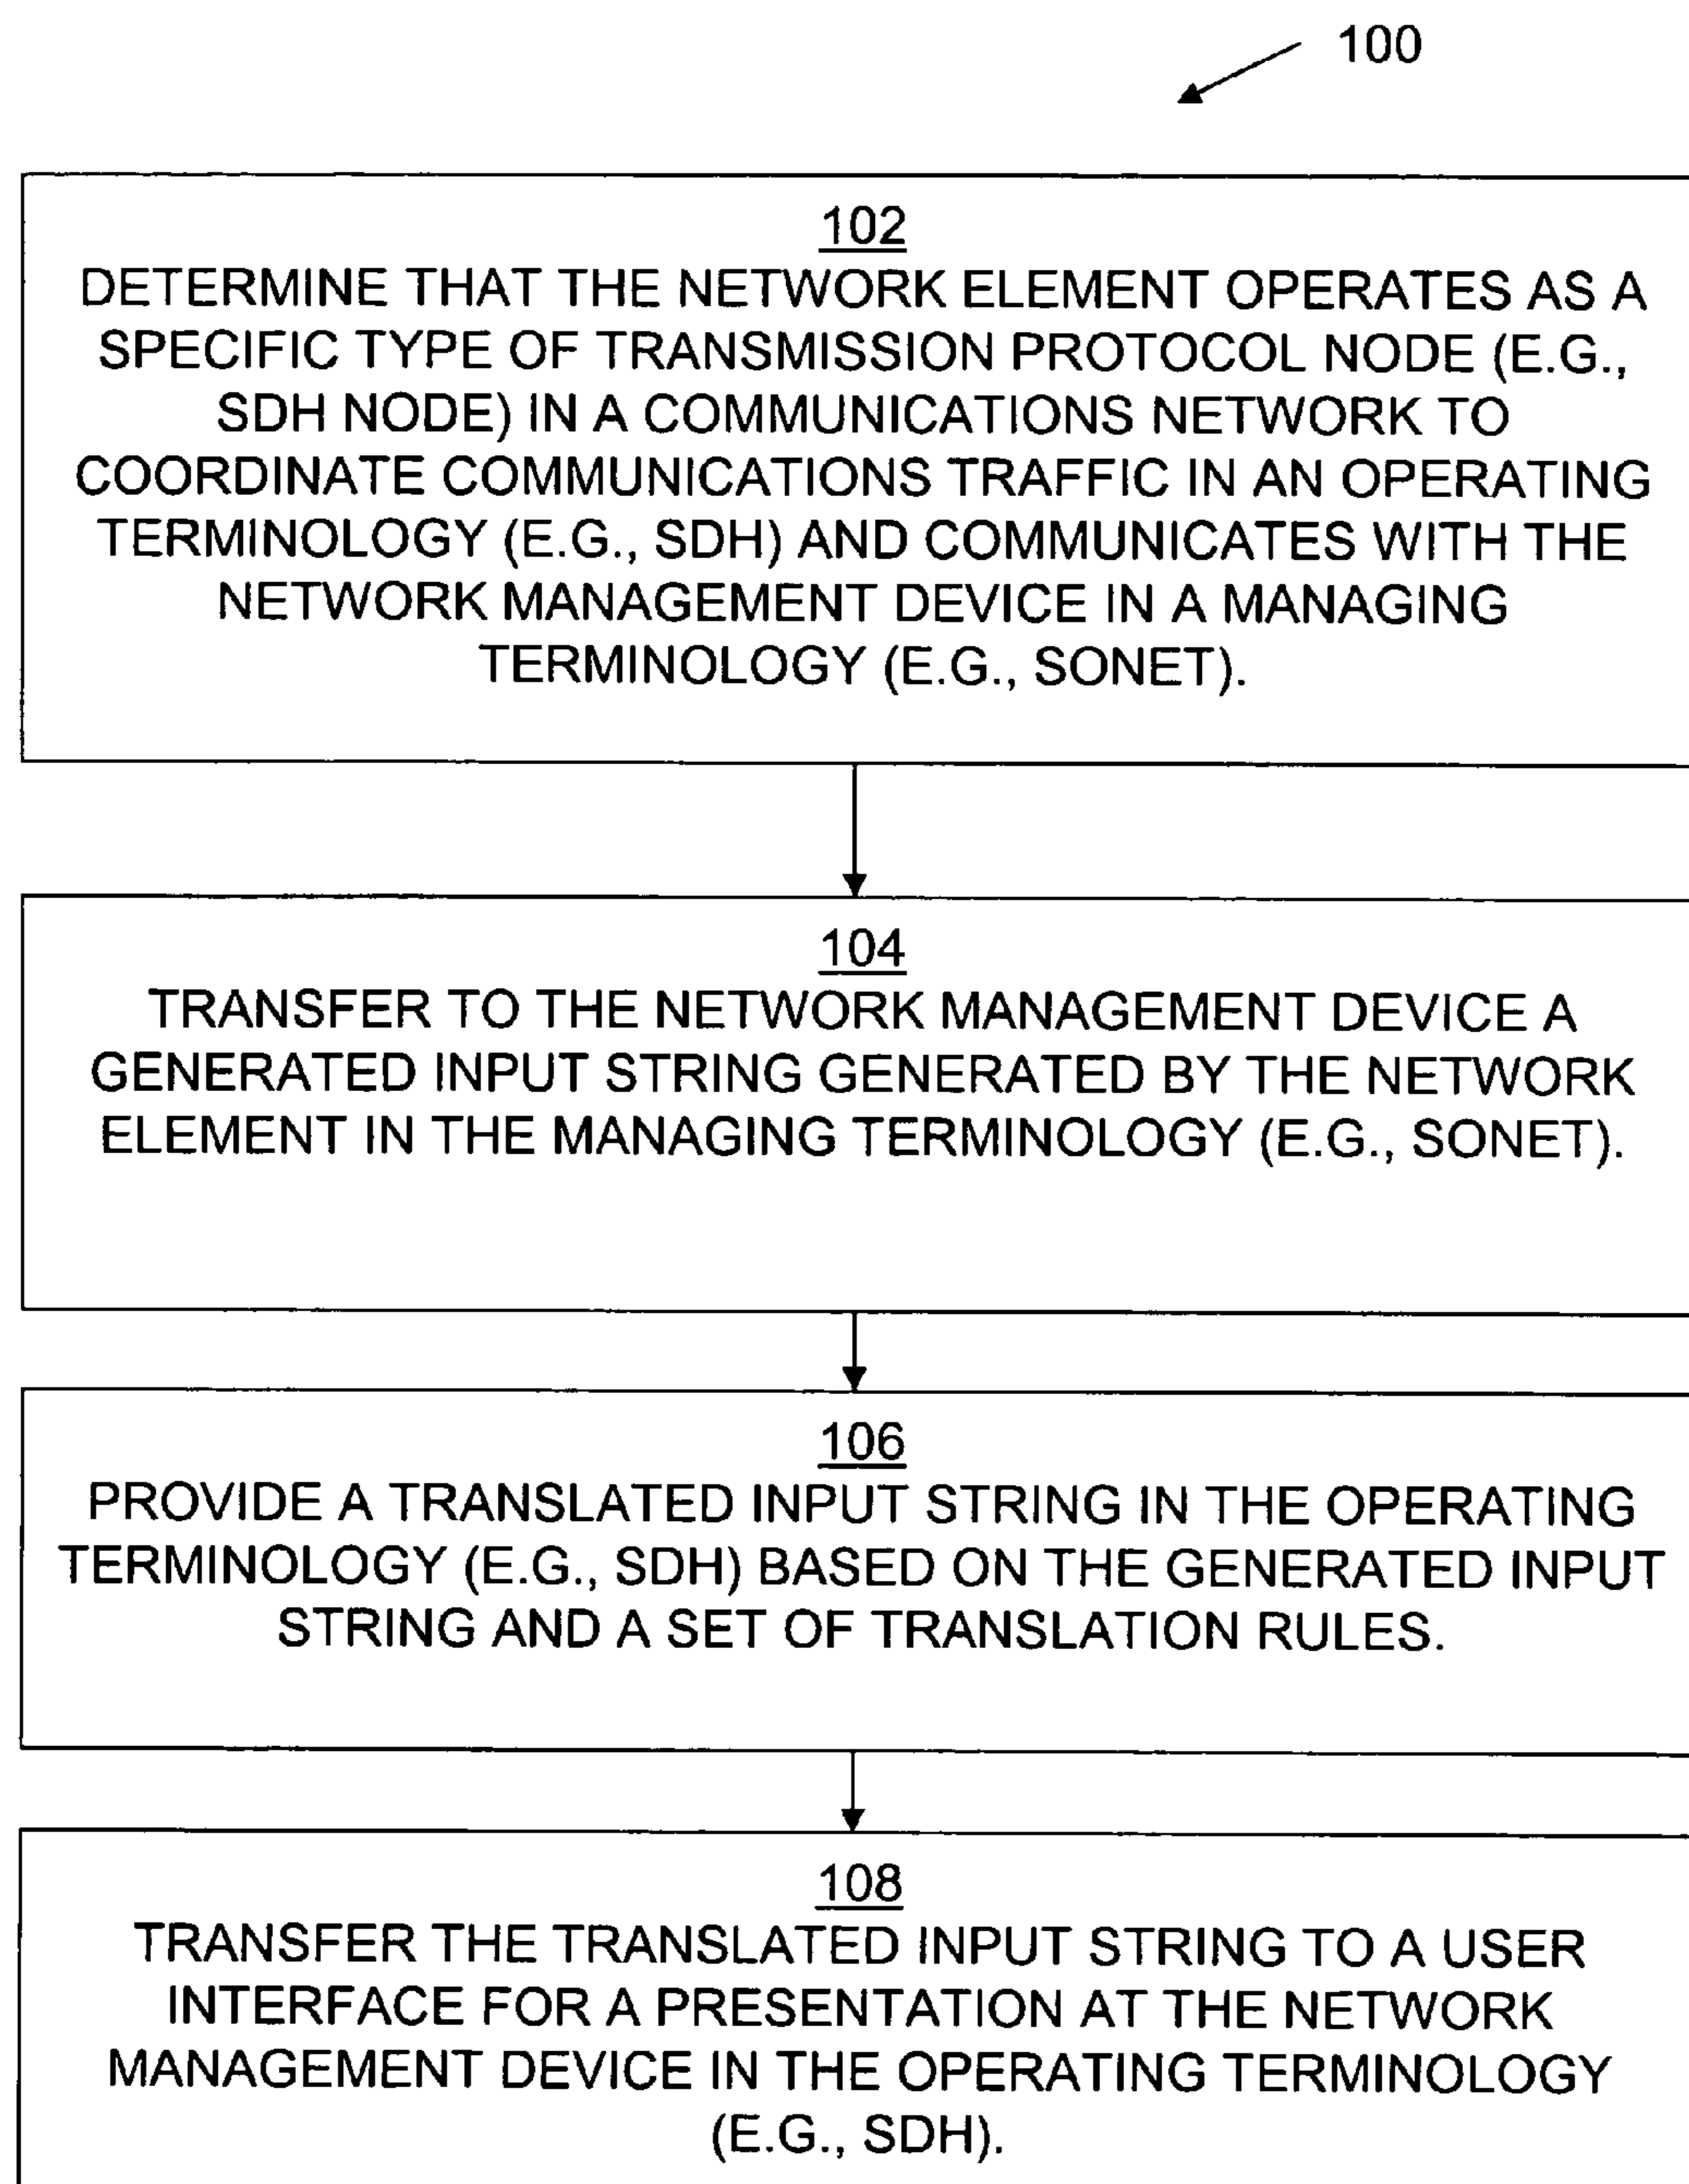 100
102
DETERMINE THAT THE NETWORK ELEMENT OPERATES AS A
SPECIFIC TYPE OF TRANSMISSION PROTOCOL NODE (E.G.,
SDH NODE) IN A COMMUNICATIONS NETWORK TO
COORDINATE COMMUNICATIONS TRAFFIC IN AN OPERATING
TERMINOLOGY (E.G., SDH) AND COMMUNICATES WITH THE
NETWORK MANAGEMENT DEVICE IN A MANAGING
TERMINOLOGY (E.G., SONET).
104
TRANSFER TO THE NETWORK MANAGEMENT DEVICE A
GENERATED INPUT STRING GENERATED BY THE NETWORK
ELEMENT IN THE MANAGING TERMINOLOGY (E.G., SONET).
106
PROVIDE A TRANSLATED INPUT STRING IN THE OPERATING
TERMINOLOGY (E.G., SDH) BASED ON THE GENERATED INPUT
STRING AND A SET OF TRANSLATION RULES.
108
TRANSFER THE TRANSLATED INPUT STRING TO A USER
INTERFACE FOR A PRESENTATION AT THE NETWORK
MANAGEMENT DEVICE IN THE OPERATING TERMINOLOGY
(E.G., SDH).